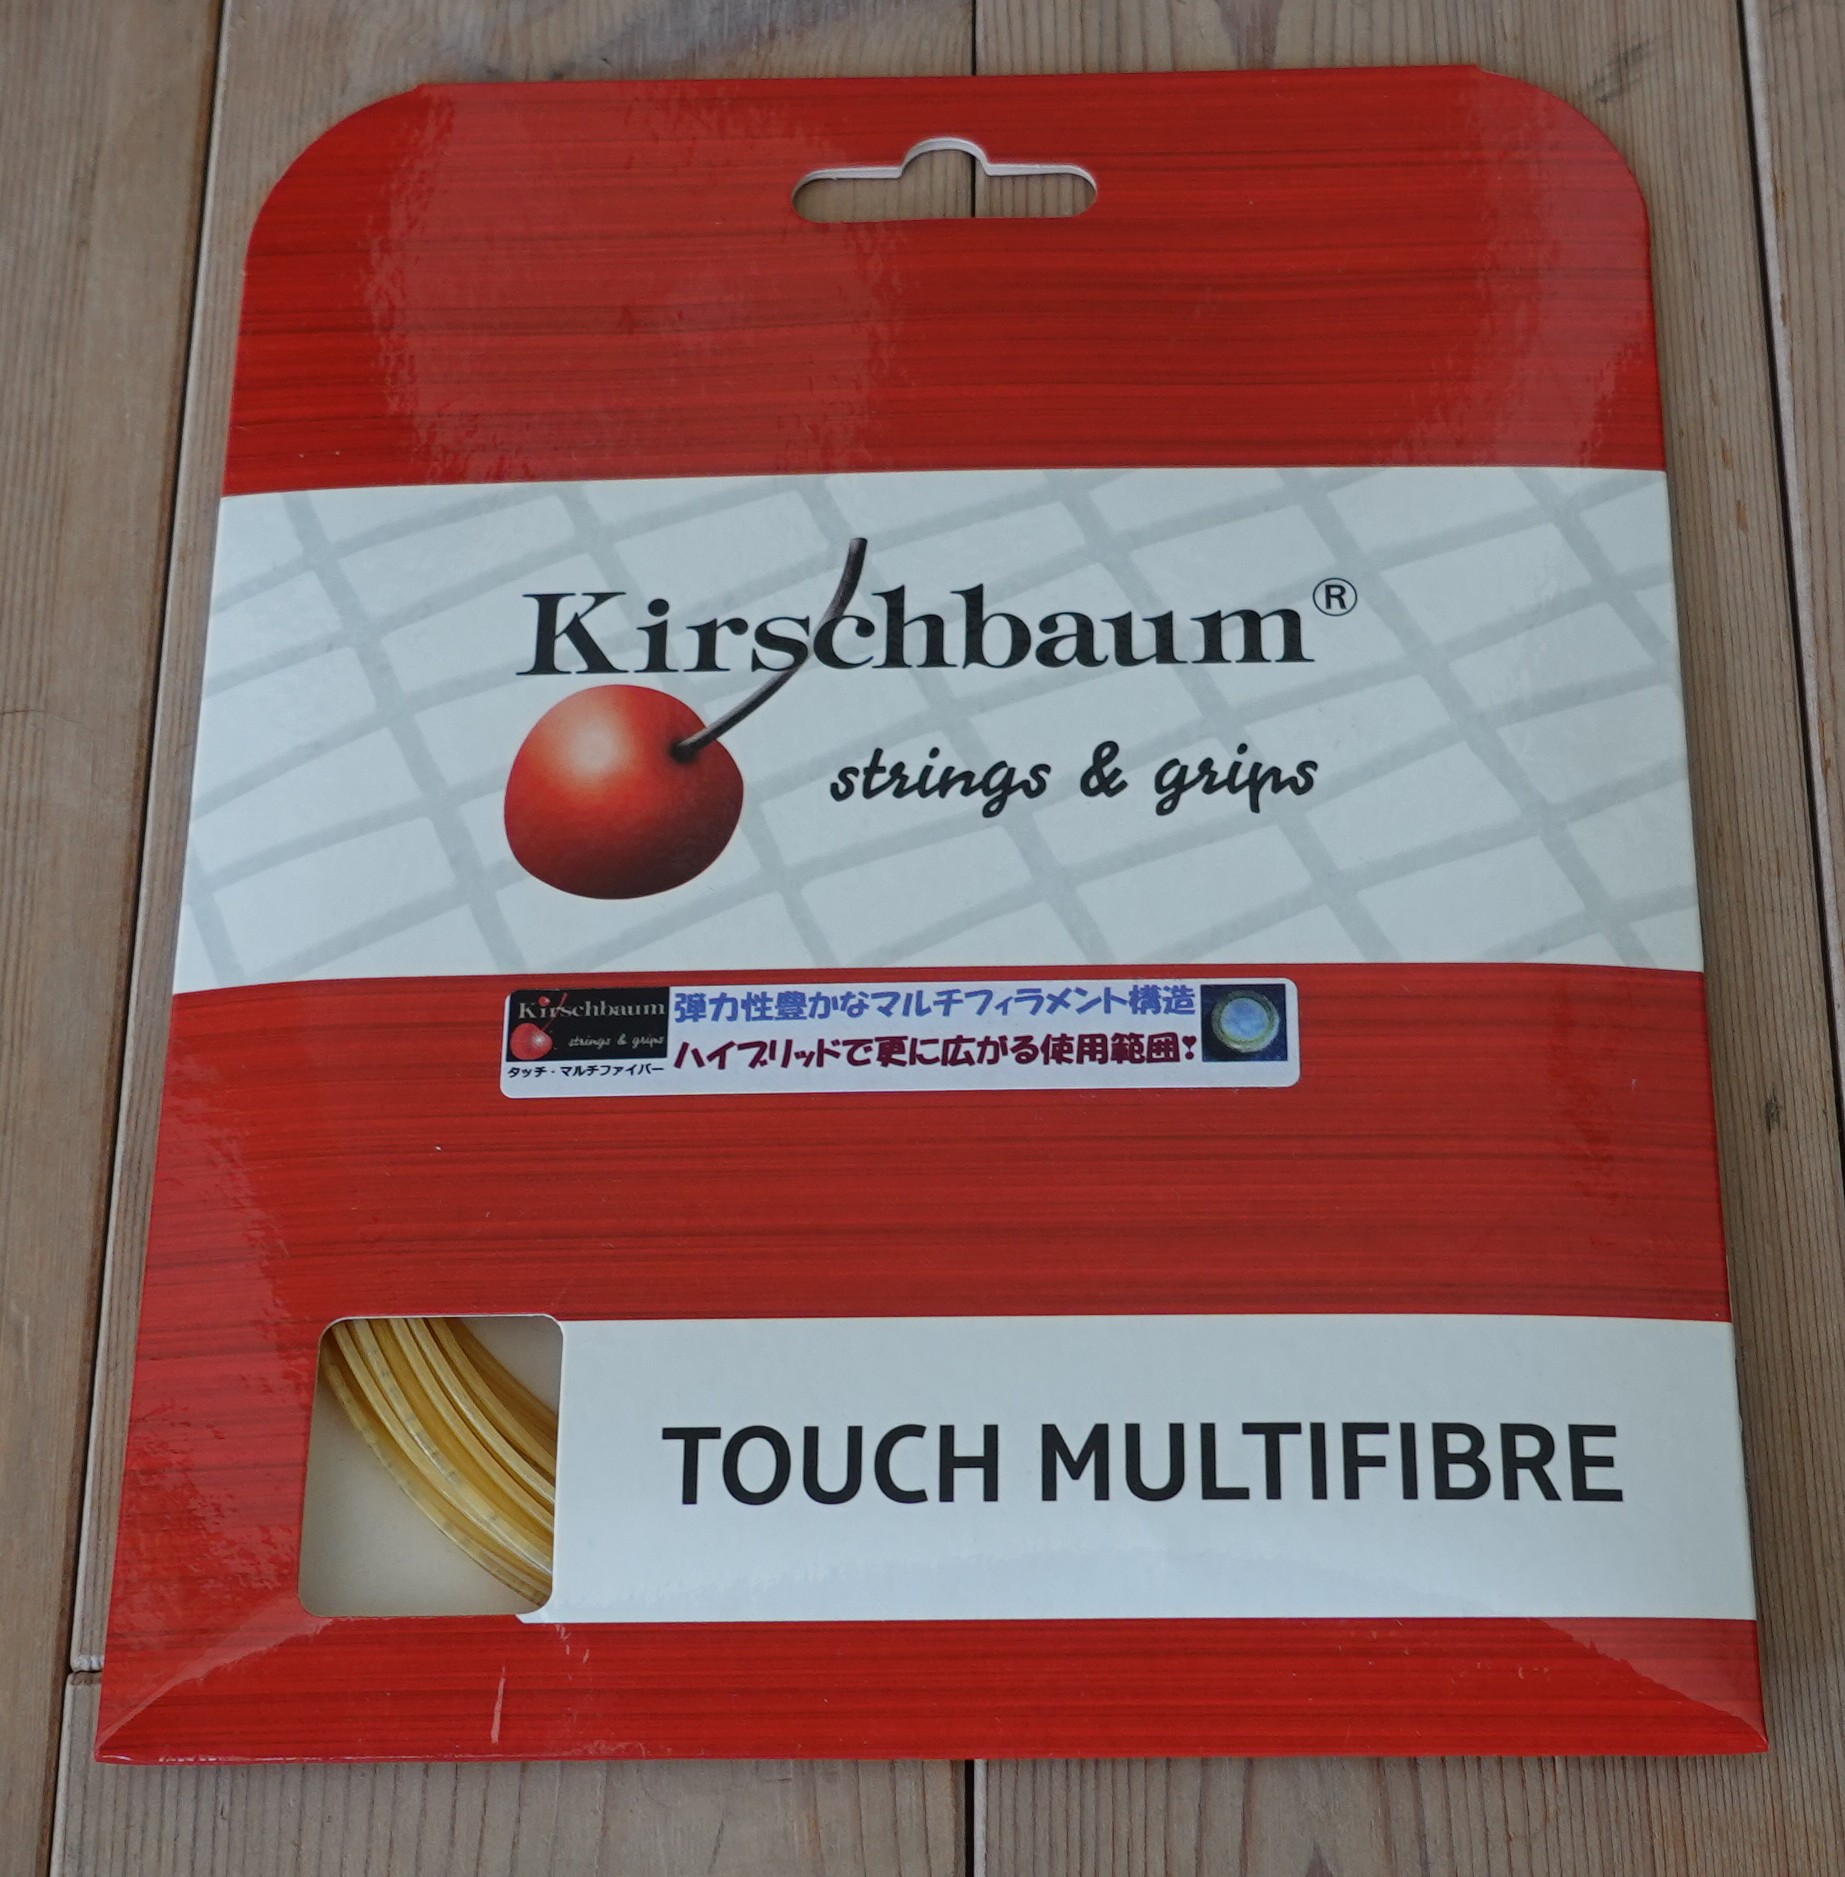 Kirschbaum®
strings & grips
Kirschbaum
strings & grips
タッチ・マルチファイバー
弾力性豊かなマルチフィラメント構造
ハイブリッドで更に広がる使用範囲!
TOUCH MULTIFIBRE